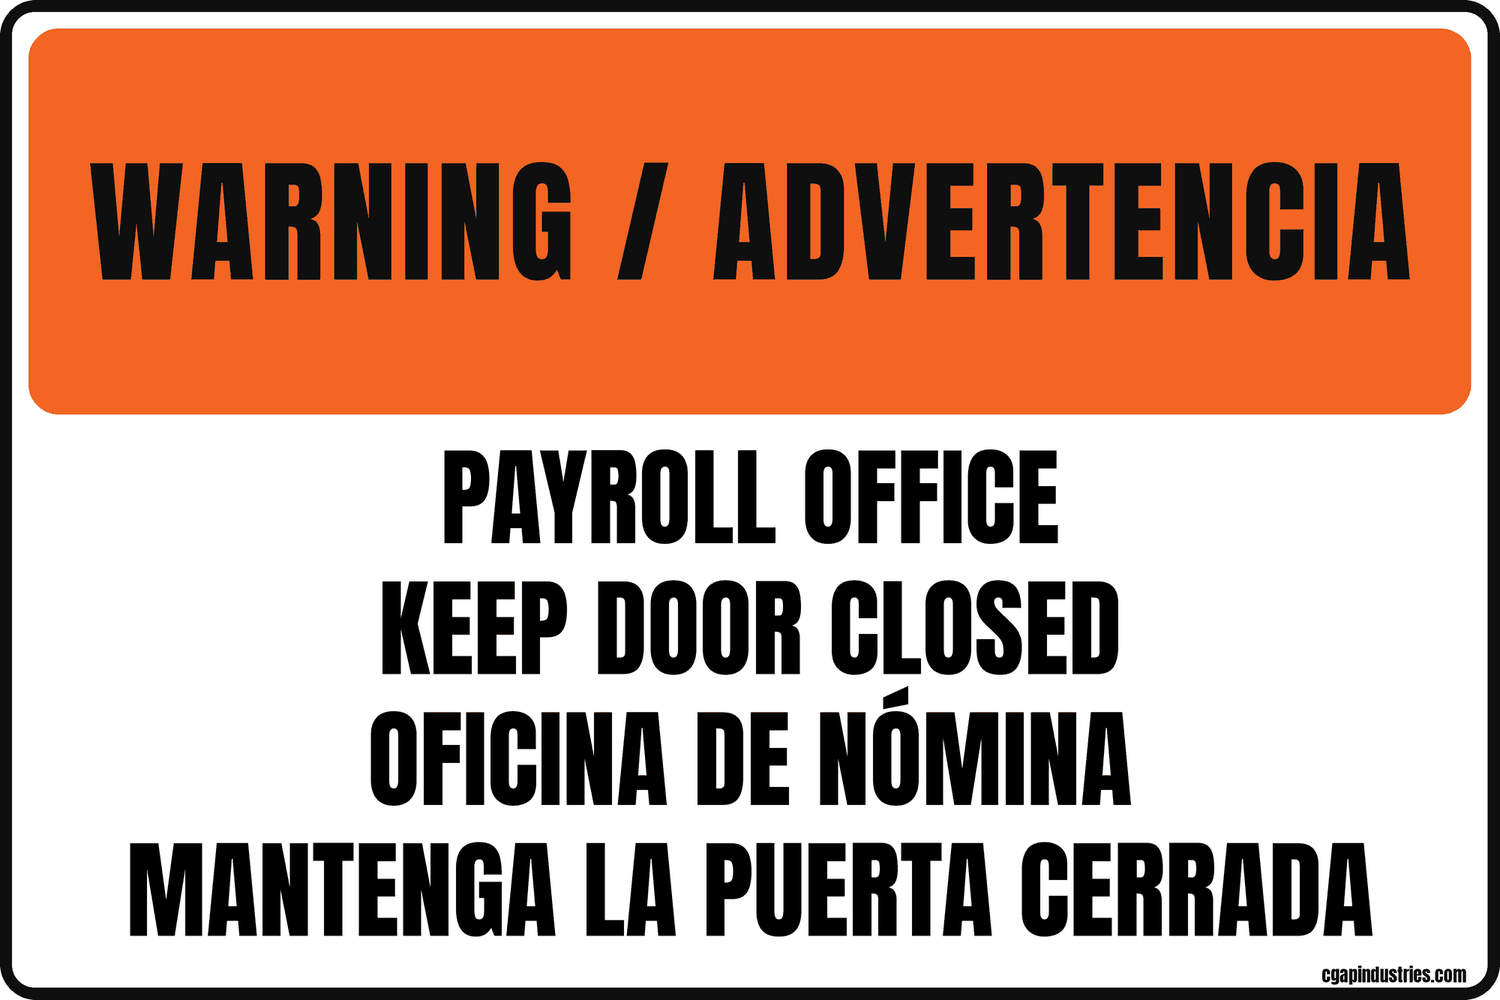 WARNING / ADVERTENCIA
PAYROLL OFFICE
KEEP DOOR CLOSED
OFICINA DE NÓMINA
MANTENGA LA PUERTA CERRADA
cgapindustries.com